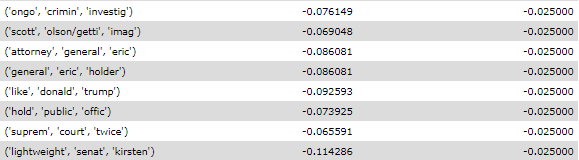 ('ongo', 'crimin', 'investig') -0.076149 -0.025000
('scott', 'olson/getti', 'imag') -0.069048 -0.025000
('attorney', 'general', 'eric') -0.086081 -0.025000
('general', 'eric', 'holder') -0.086081 -0.025000
('like', 'donald', 'trump') -0.092593 -0.025000
('hold', 'public', 'offic') -0.073925 -0.025000
('suprem', 'court', 'twice') -0.065591 -0.025000
('lightweight', 'senat', 'kirsten') -0.114286 -0.025000